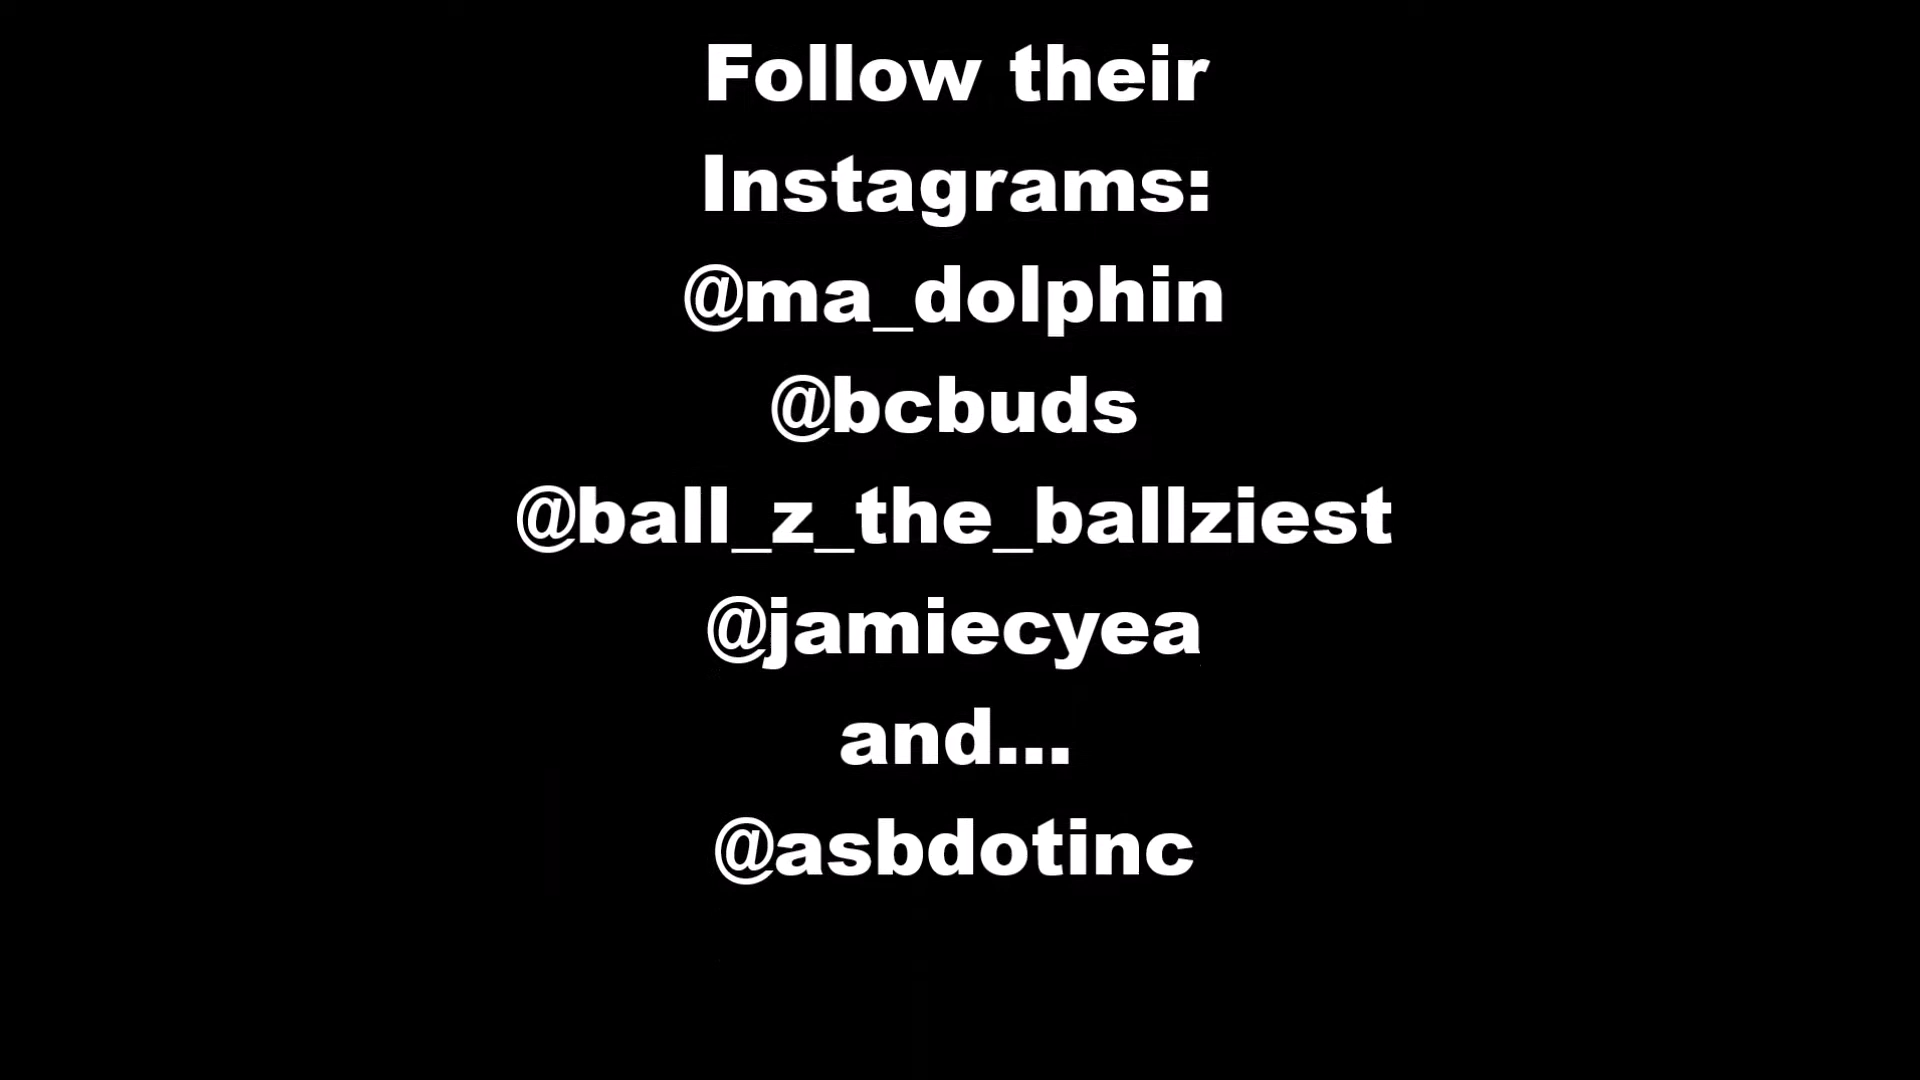 Follow their
Instagrams:
@ma_dolphin
@bcbuds
@ball_z_the_ballziest
@jamiecyea
and...
@asbdotinc